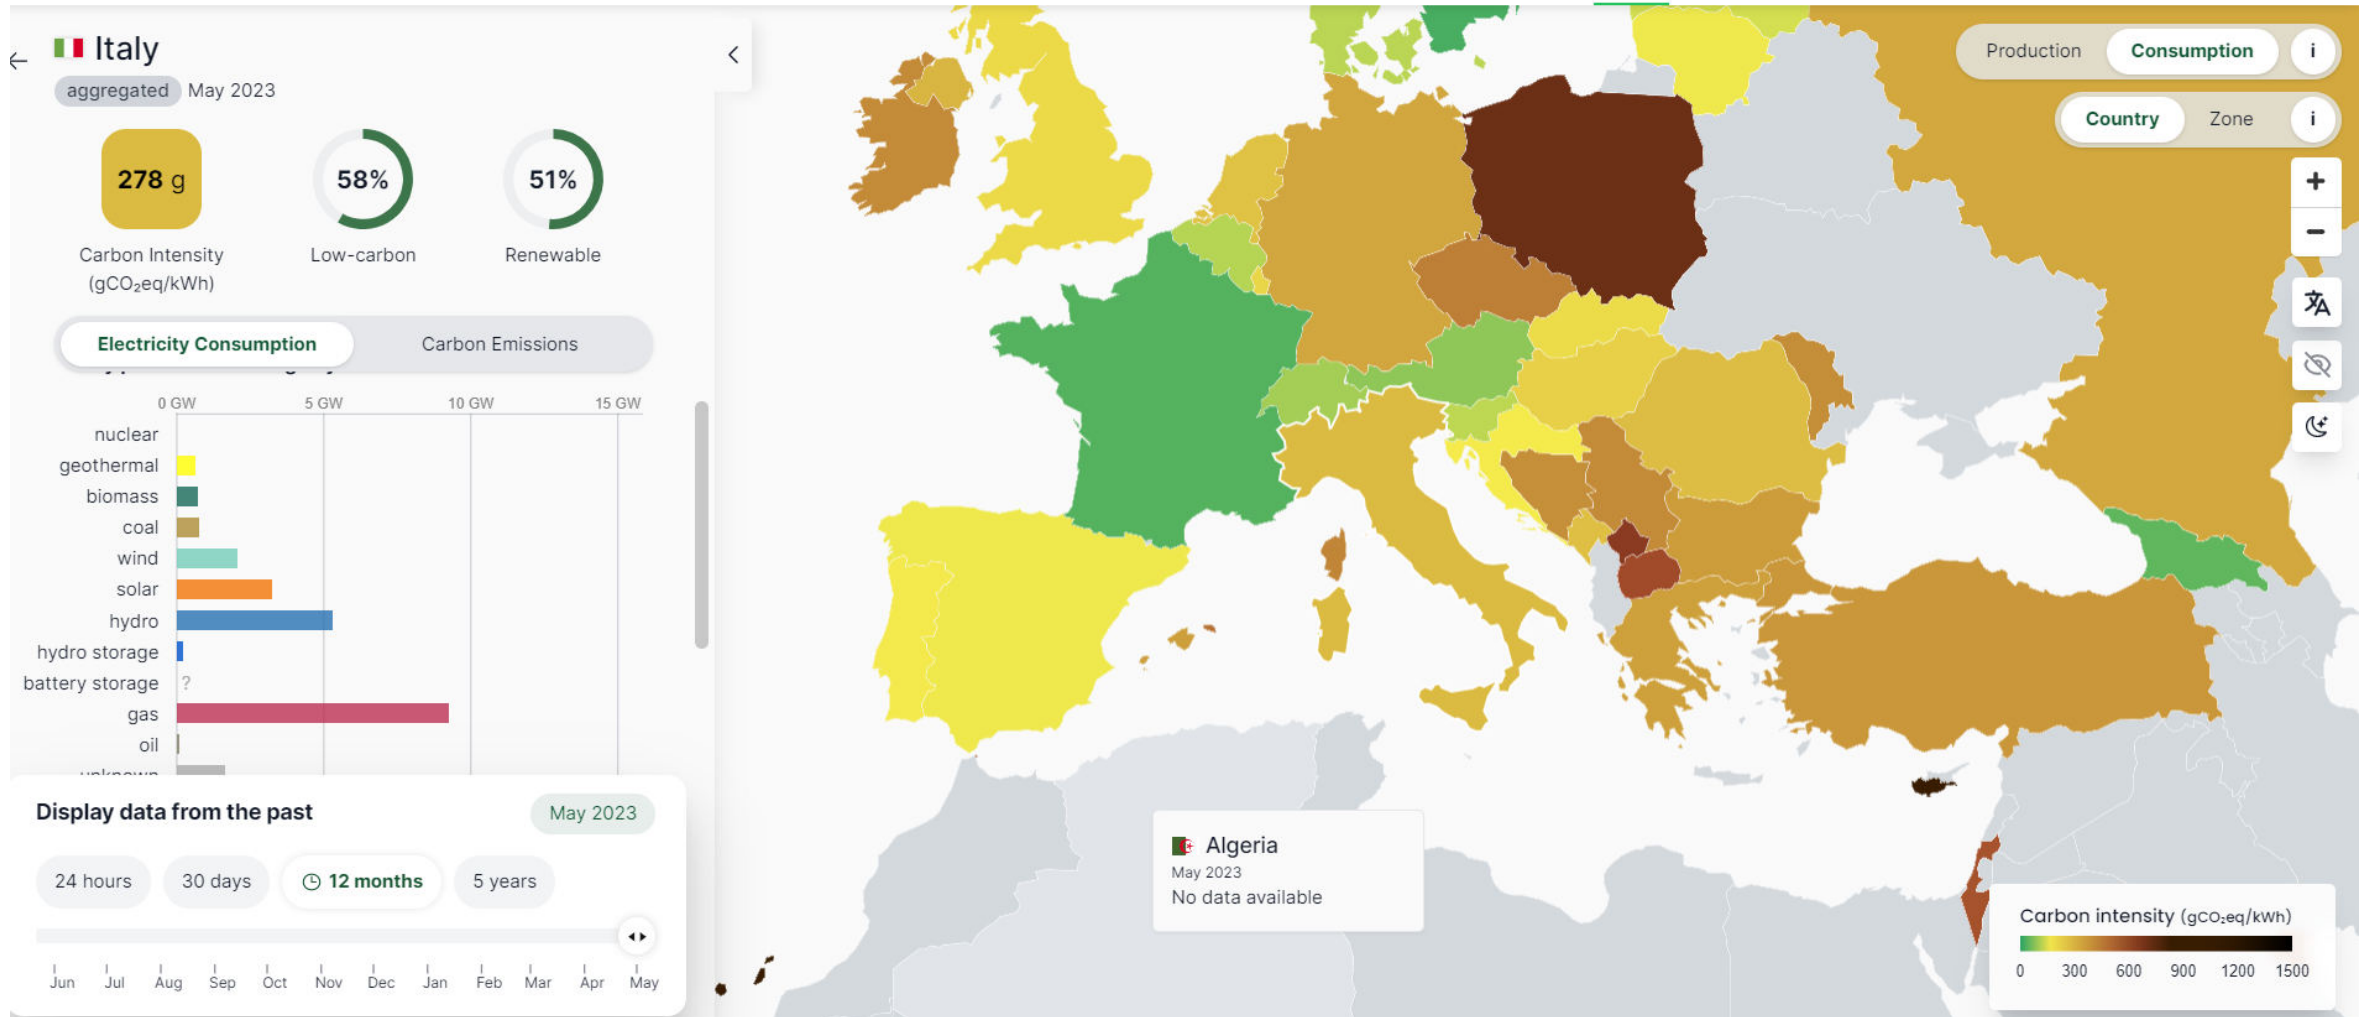 Italy
aggregated May 2023
278 g
58%
51%
Carbon Intensity
(gCO₂eq/kWh)
Low-carbon
Renewable
Electricity Consumption
Carbon Emissions
0 GW 5 GW 10 GW 15 GW
nuclear
geothermal
biomass
coal
wind
solar
hydro
hydro storage
battery storage ?
gas
oil
unknown
Display data from the past
May 2023
24 hours 30 days 12 months 5 years
Jun Jul Aug Sep Oct Nov Dec Jan Feb Mar Apr May
Production Consumption i
Country Zone i
+
−
文A
Algeria
May 2023
No data available
Carbon intensity (gCO₂eq/kWh)
0 300 600 900 1200 1500